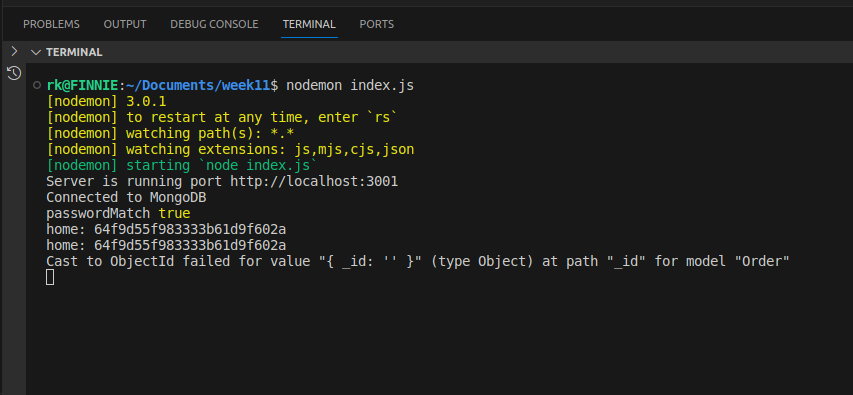 PROBLEMS OUTPUT DEBUG CONSOLE TERMINAL PORTS
TERMINAL
rk@FINNIE:~/Documents/week11$ nodemon index.js
[nodemon] 3.0.1
[nodemon] to restart at any time, enter `rs`
[nodemon] watching path(s): *.*
[nodemon] watching extensions: js,mjs,cjs,json
[nodemon] starting `node index.js`
Server is running port http://localhost:3001
Connected to MongoDB
passwordMatch true
home: 64f9d55f983333b61d9f602a
home: 64f9d55f983333b61d9f602a
Cast to ObjectId failed for value "{ _id: '' }" (type Object) at path "_id" for model "Order"